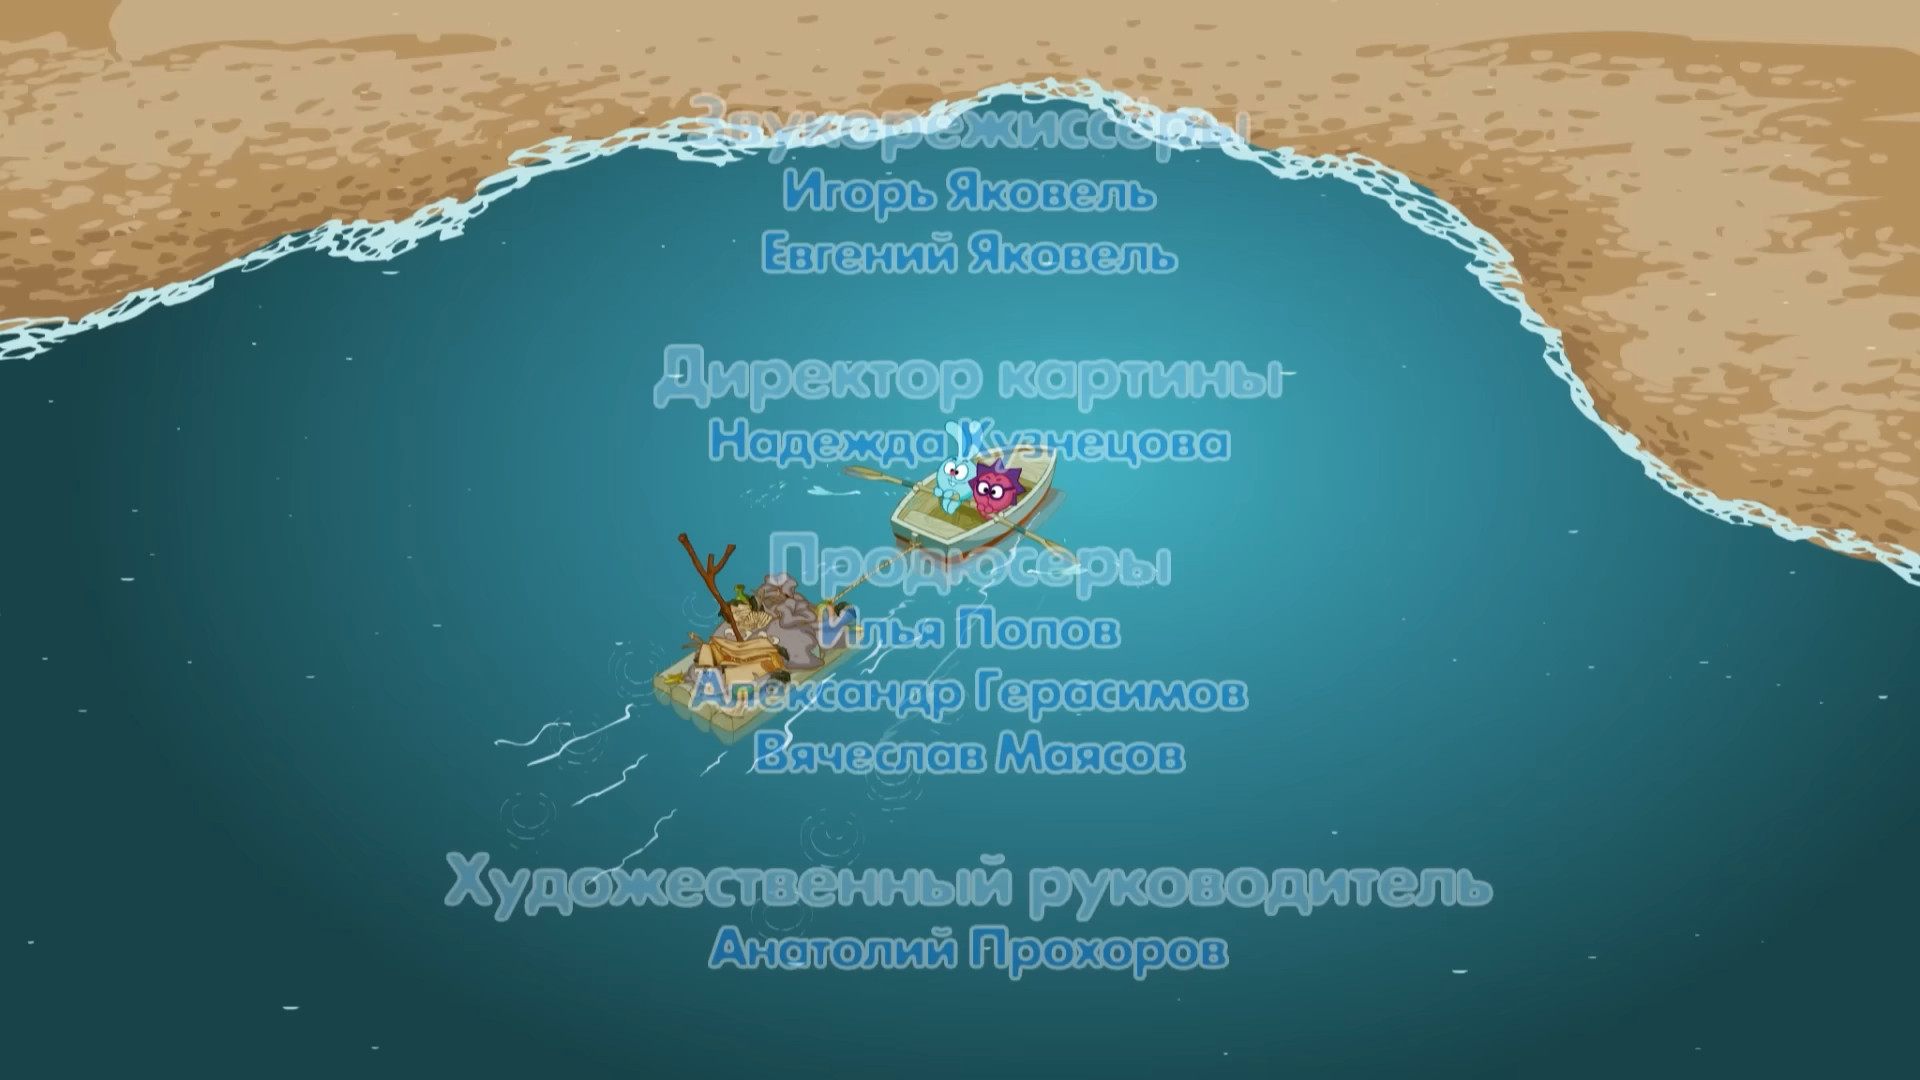 Звукорежиссёры
Игорь Яковель
Евгений Яковель
Директор картины
Надежда Кузнецова
Продюсеры
Илья Попов
Александр Герасимов
Вячеслав Маясов
Художественный руководитель
Анатолий Прохоров